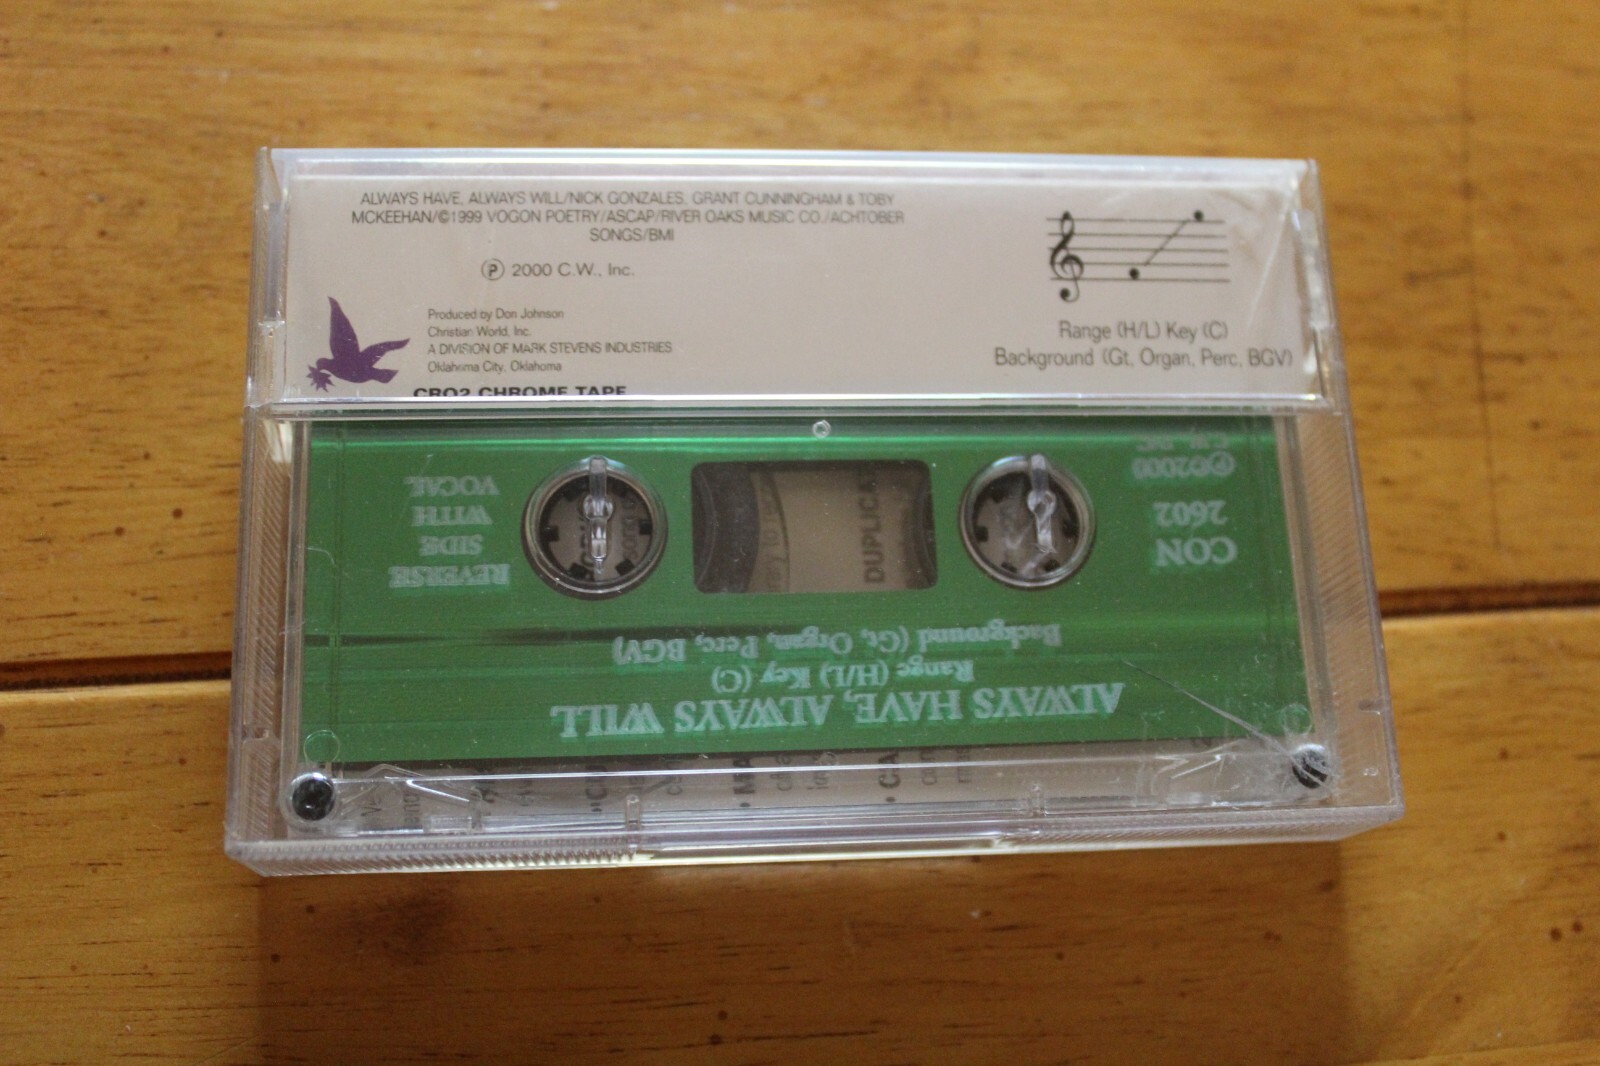 ALWAYS HAVE, ALWAYS WILL/NICK GONZALES, GRANT CUNNINGHAM & TOBY
MCKEEHAN/©1999 VOGON POETRY/ASCAP/RIVER OAKS MUSIC CO./ACHTOBER
SONGS/BMI
Ⓟ 2000 C.W., Inc.
Produced by Don Johnson
Christian World, Inc.
A DIVISION OF MARK STEVENS INDUSTRIES
Oklahoma City, Oklahoma
CRO2 CHROME TAPE
Range (H/L) Key (C)
Background (Gt, Organ, Perc, BGV)
ALWAYS HAVE, ALWAYS WILL
Range (H/L) Key (C)
Background (Gt, Organ, Perc, BGV)
CON
2602
Ⓟ©2000
REVERSE
SIDE
WITH
VOCAL
DUPLICA